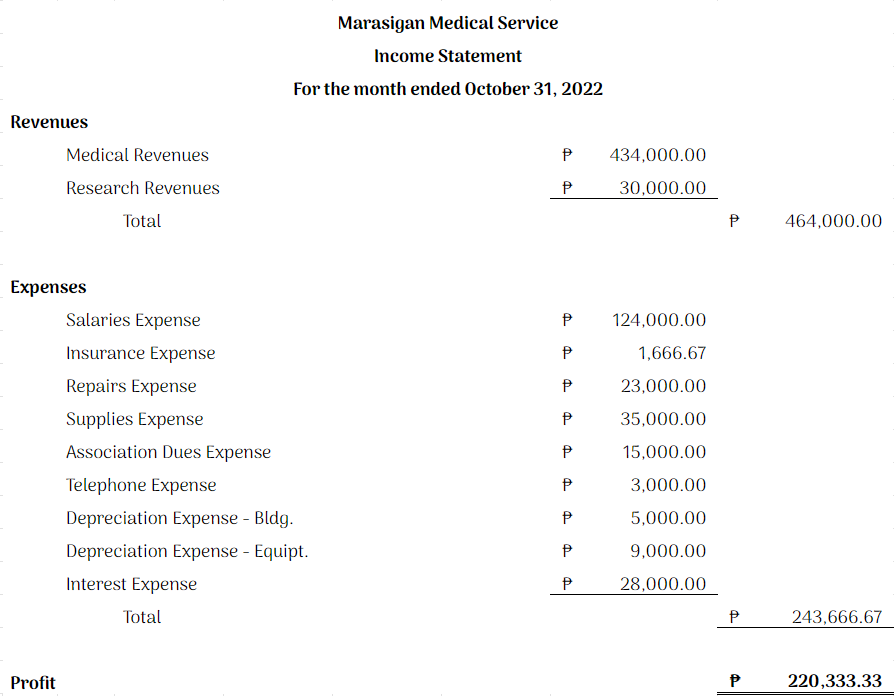 Marasigan Medical Service
Income Statement
For the month ended October 31, 2022
Revenues
Medical Revenues ₱ 434,000.00
Research Revenues ₱ 30,000.00
Total ₱ 464,000.00
Expenses
Salaries Expense ₱ 124,000.00
Insurance Expense ₱ 1,666.67
Repairs Expense ₱ 23,000.00
Supplies Expense ₱ 35,000.00
Association Dues Expense ₱ 15,000.00
Telephone Expense ₱ 3,000.00
Depreciation Expense - Bldg. ₱ 5,000.00
Depreciation Expense - Equipt. ₱ 9,000.00
Interest Expense ₱ 28,000.00
Total ₱ 243,666.67
Profit ₱ 220,333.33